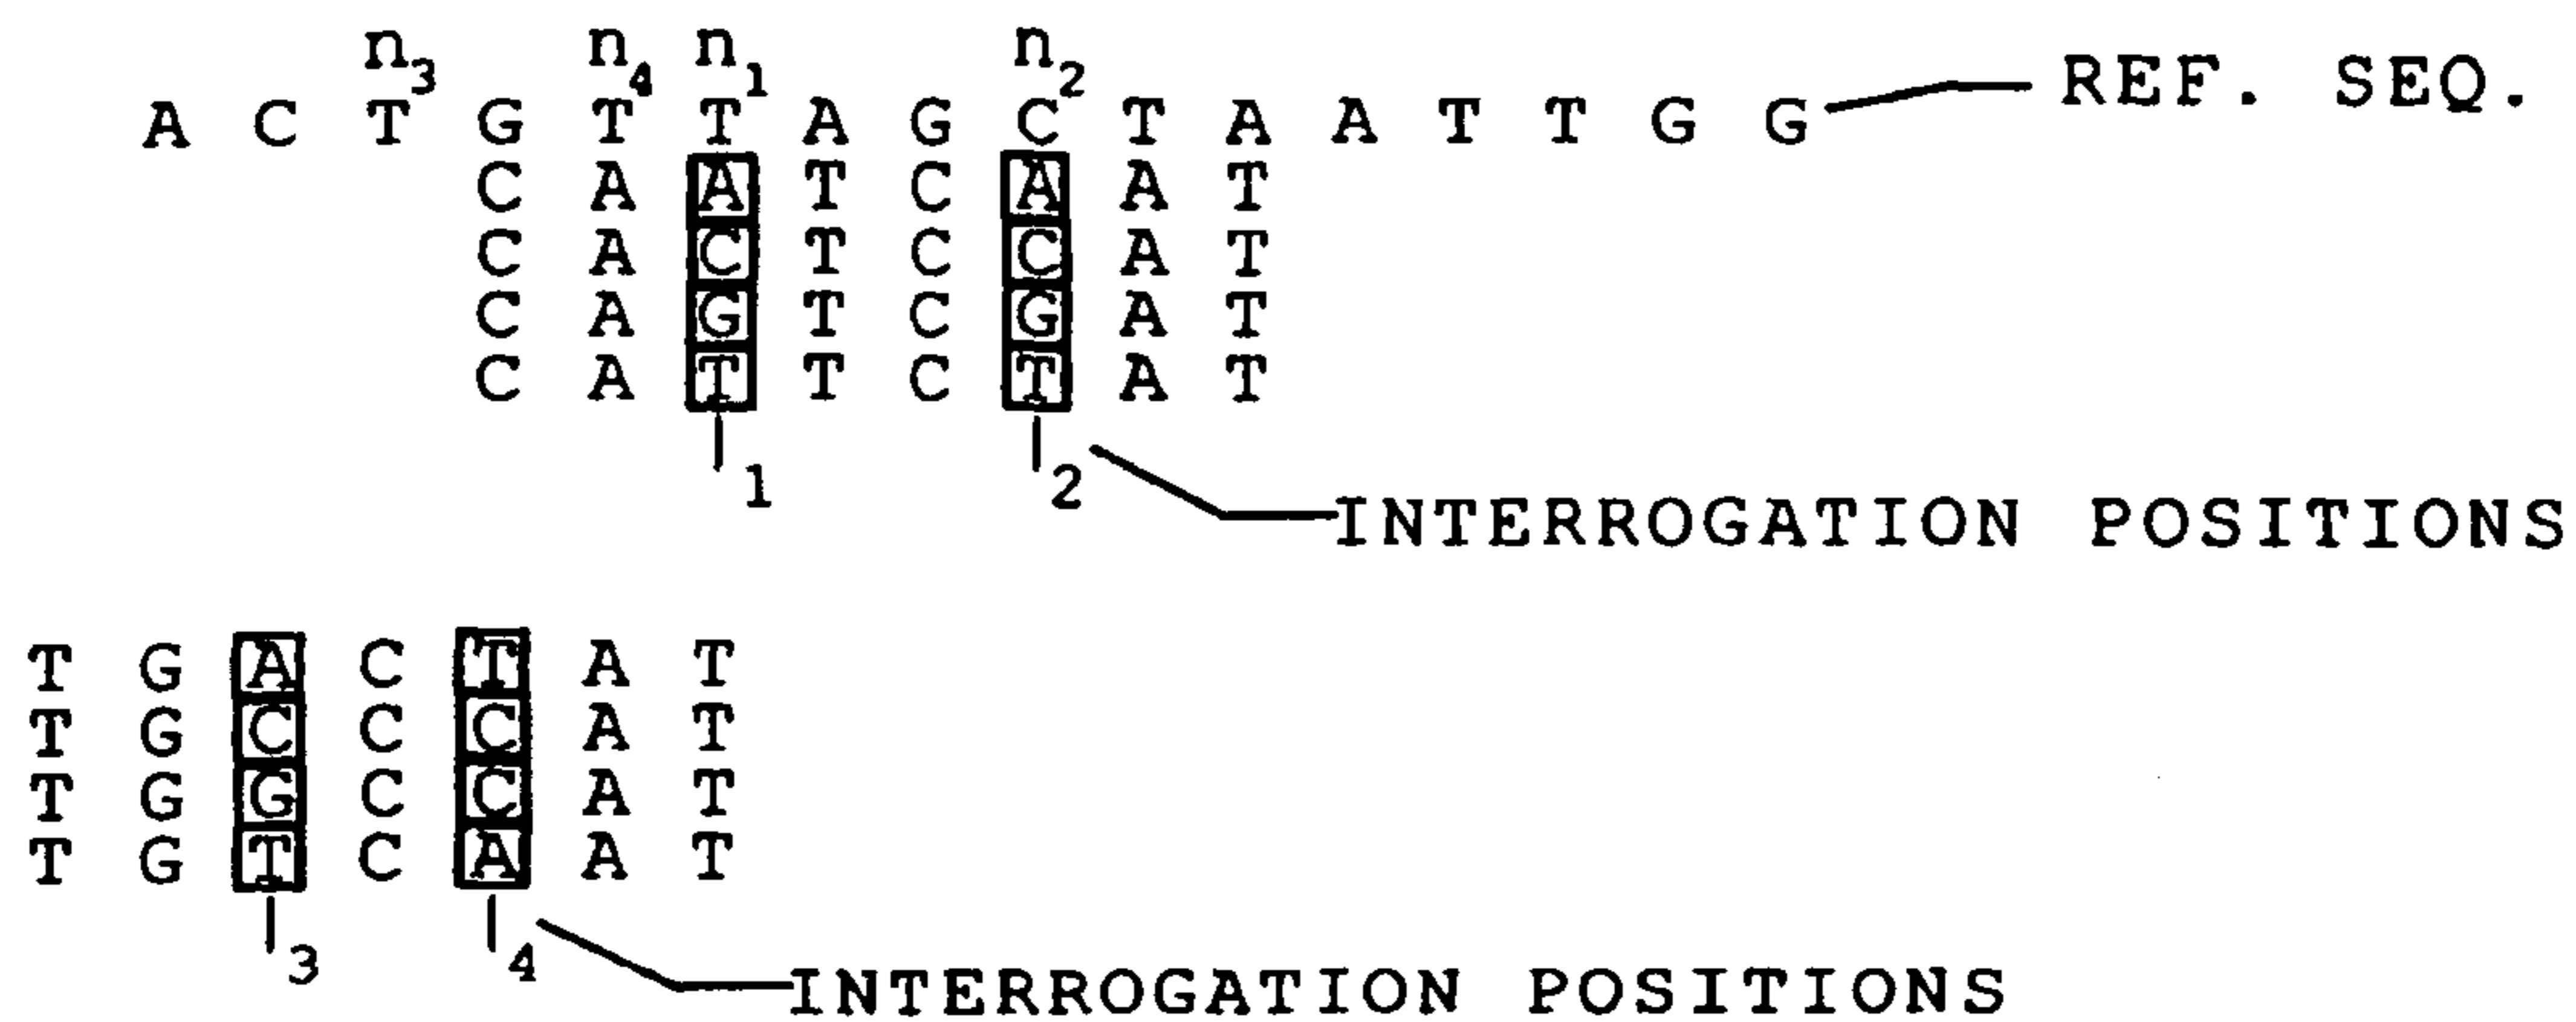 n3 n4 n1 n2
A C T G T T A G C T A A T T G G REF. SEQ.
C A A T C A A T
C A C T C C A T
C A G T C G A T
C A T T C T A T
1 2
INTERROGATION POSITIONS
T G A C T A T
T G C C C A T
T G G C C A T
T G T C A A T
3 4
INTERROGATION POSITIONS